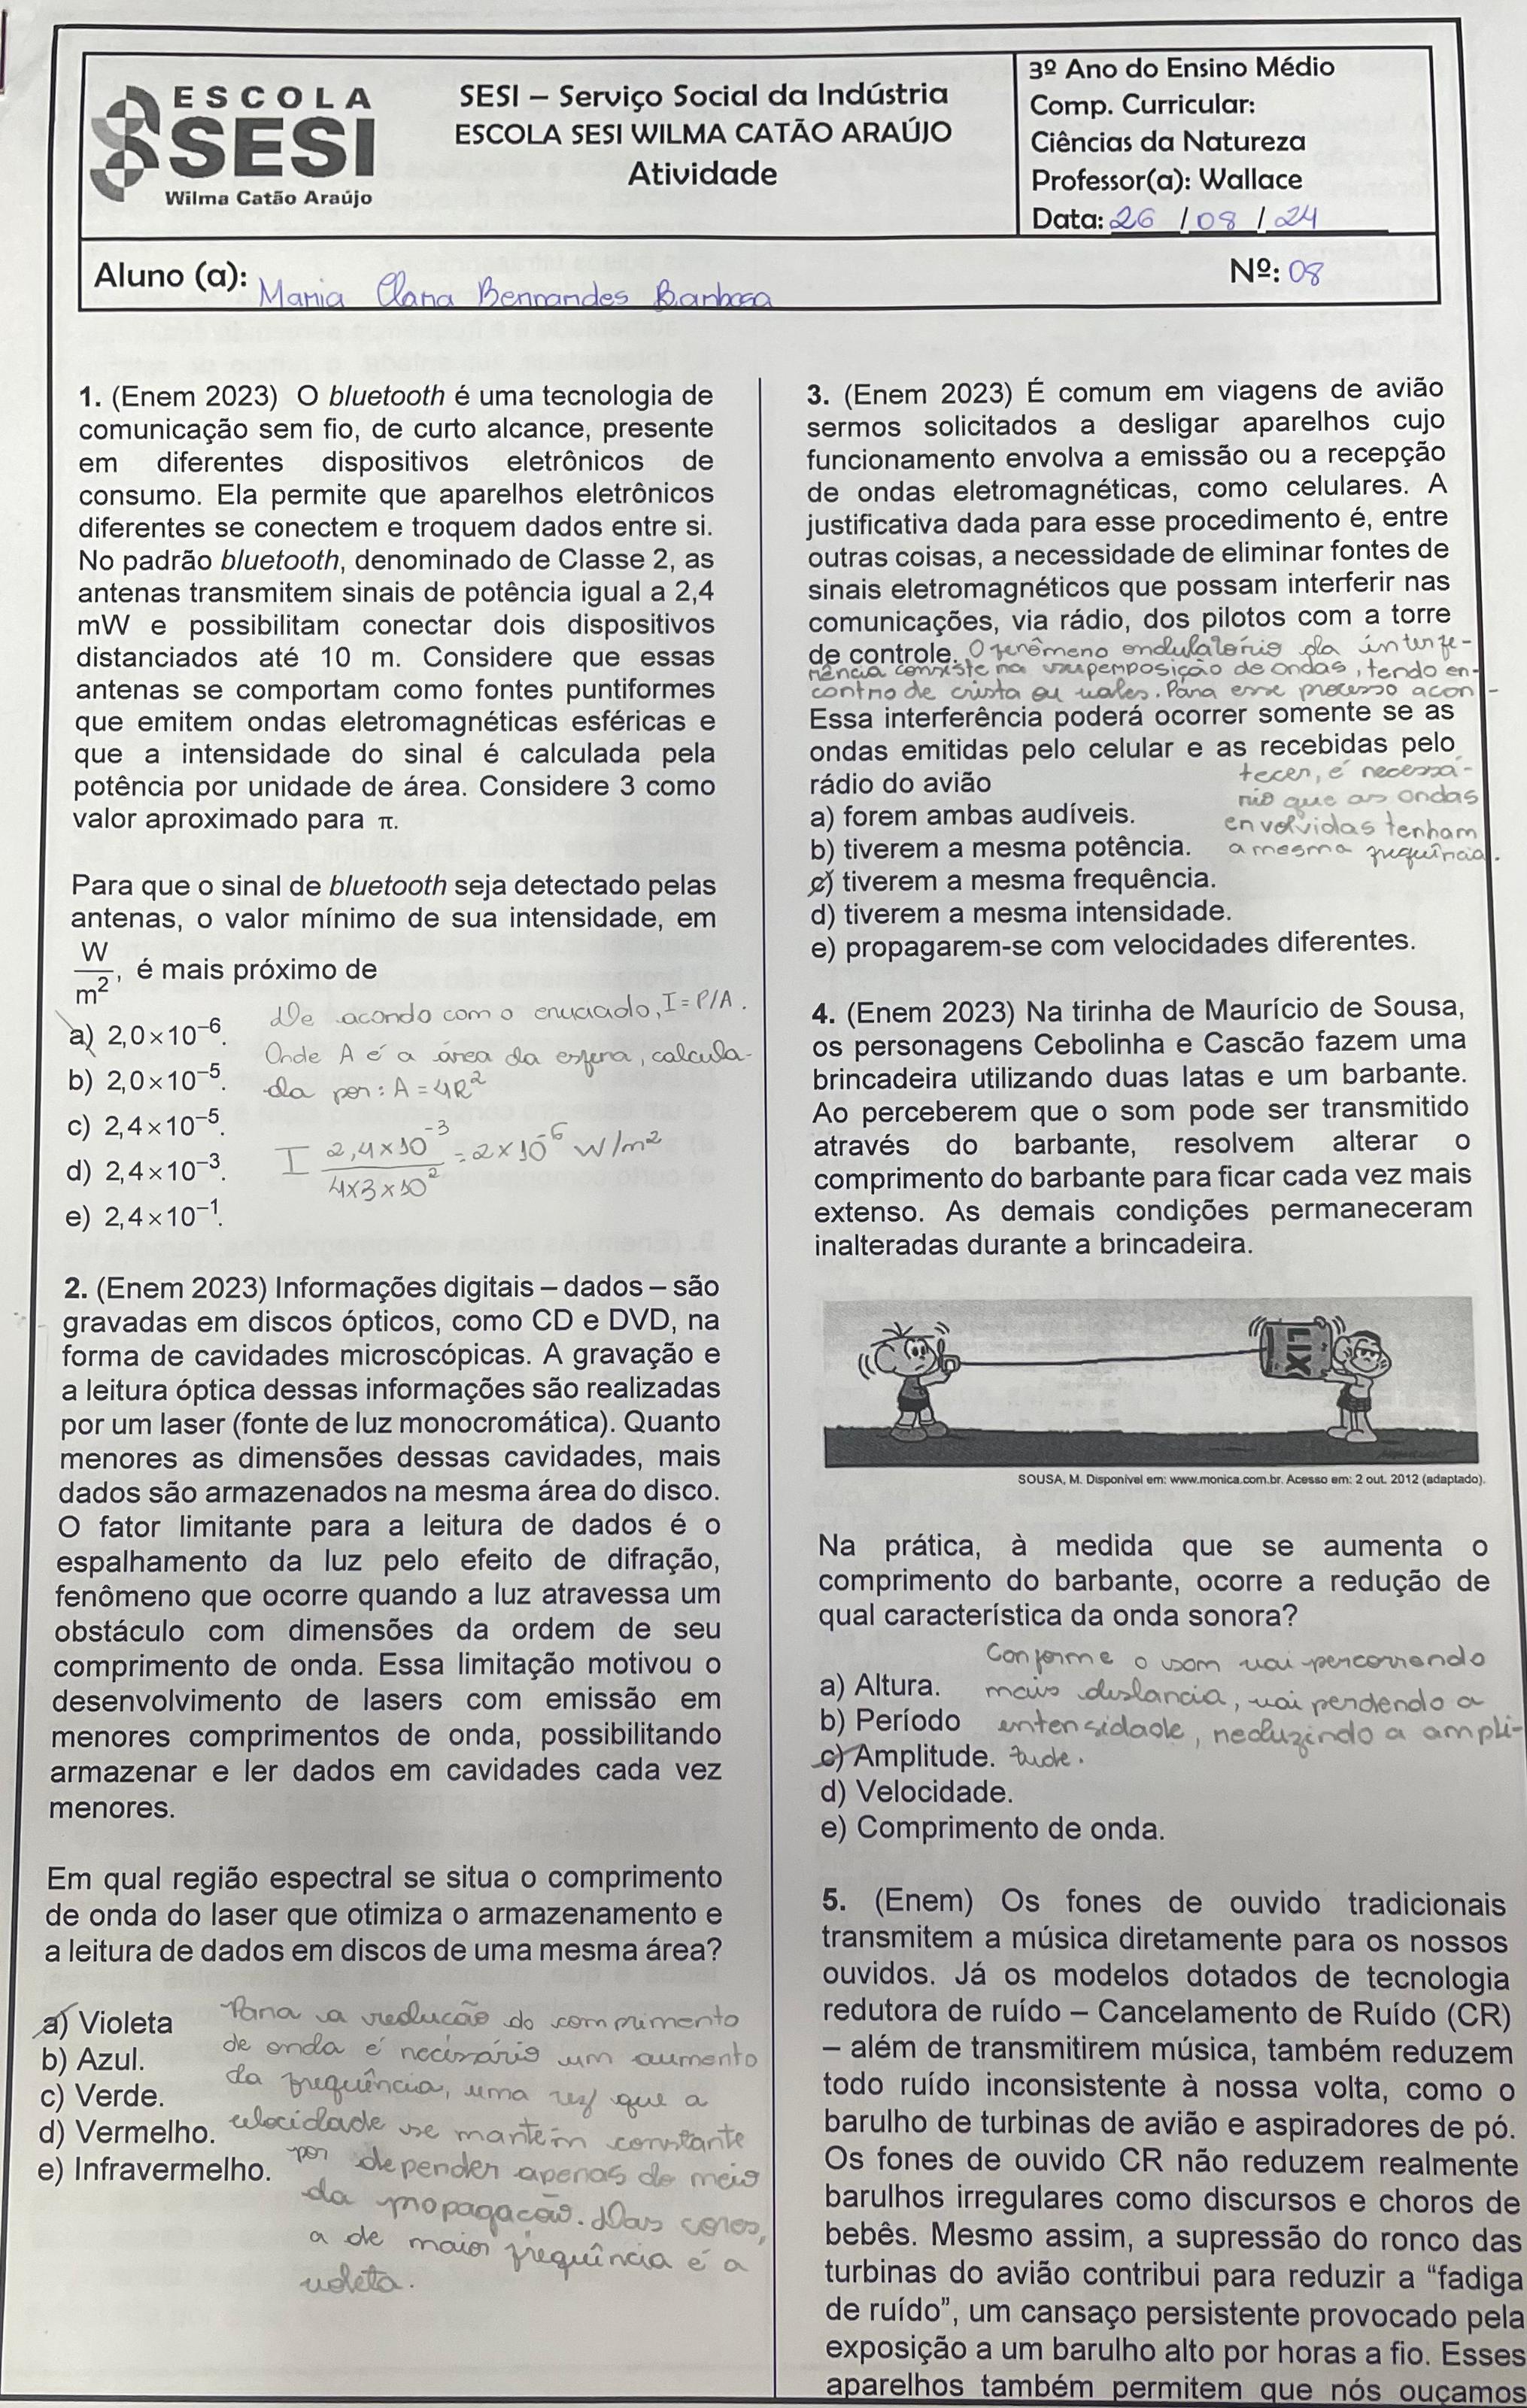 ESCOLA
SESI
Wilma Catão Araújo
SESI – Serviço Social da Indústria
ESCOLA SESI WILMA CATÃO ARAÚJO
Atividade
3º Ano do Ensino Médio
Comp. Curricular:
Ciências da Natureza
Professor(a): Wallace
Data: 26 / 08 / 24
Aluno (a): Maria Clara Bernandes Barbosa
Nº: 08
1. (Enem 2023) O bluetooth é uma tecnologia de
comunicação sem fio, de curto alcance, presente
em diferentes dispositivos eletrônicos de
consumo. Ela permite que aparelhos eletrônicos
diferentes se conectem e troquem dados entre si.
No padrão bluetooth, denominado de Classe 2, as
antenas transmitem sinais de potência igual a 2,4
mW e possibilitam conectar dois dispositivos
distanciados até 10 m. Considere que essas
antenas se comportam como fontes puntiformes
que emitem ondas eletromagnéticas esféricas e
que a intensidade do sinal é calculada pela
potência por unidade de área. Considere 3 como
valor aproximado para π.
Para que o sinal de bluetooth seja detectado pelas
antenas, o valor mínimo de sua intensidade, em
W/m², é mais próximo de
a) 2,0×10⁻⁶.
b) 2,0×10⁻⁵.
c) 2,4×10⁻⁵.
d) 2,4×10⁻³.
e) 2,4×10⁻¹.
De acordo com o enuciado, I = P/A.
Onde A é a área da esfera, calcula-
da por: A = 4R²
I 2,4×10⁻³/4×3×10² = 2×10⁻⁶ W/m²
2. (Enem 2023) Informações digitais – dados – são
gravadas em discos ópticos, como CD e DVD, na
forma de cavidades microscópicas. A gravação e
a leitura óptica dessas informações são realizadas
por um laser (fonte de luz monocromática). Quanto
menores as dimensões dessas cavidades, mais
dados são armazenados na mesma área do disco.
O fator limitante para a leitura de dados é o
espalhamento da luz pelo efeito de difração,
fenômeno que ocorre quando a luz atravessa um
obstáculo com dimensões da ordem de seu
comprimento de onda. Essa limitação motivou o
desenvolvimento de lasers com emissão em
menores comprimentos de onda, possibilitando
armazenar e ler dados em cavidades cada vez
menores.
Em qual região espectral se situa o comprimento
de onda do laser que otimiza o armazenamento e
a leitura de dados em discos de uma mesma área?
a) Violeta
b) Azul.
c) Verde.
d) Vermelho.
e) Infravermelho.
Para a redução do comprimento
de onda é necissário um aumento
da frequência, uma vez que a
velocidade se mantém constante
por depender apenas do meio
da propagação. Das cores,
a de maior frequência é a
violeta.
3. (Enem 2023) É comum em viagens de avião
sermos solicitados a desligar aparelhos cujo
funcionamento envolva a emissão ou a recepção
de ondas eletromagnéticas, como celulares. A
justificativa dada para esse procedimento é, entre
outras coisas, a necessidade de eliminar fontes de
sinais eletromagnéticos que possam interferir nas
comunicações, via rádio, dos pilotos com a torre
de controle. O fenômeno ondulatório da interfe-
rência consiste na superposição de ondas, tendo en-
contro de crista ou vales. Para esse processo acon-
Essa interferência poderá ocorrer somente se as
ondas emitidas pelo celular e as recebidas pelo
rádio do avião
tecer, é necessá-
rio que as ondas
envolvidas tenham
a mesma frequência.
a) forem ambas audíveis.
b) tiverem a mesma potência.
c) tiverem a mesma frequência.
d) tiverem a mesma intensidade.
e) propagarem-se com velocidades diferentes.
4. (Enem 2023) Na tirinha de Maurício de Sousa,
os personagens Cebolinha e Cascão fazem uma
brincadeira utilizando duas latas e um barbante.
Ao perceberem que o som pode ser transmitido
através do barbante, resolvem alterar o
comprimento do barbante para ficar cada vez mais
extenso. As demais condições permaneceram
inalteradas durante a brincadeira.
LIX
SOUSA, M. Disponível em: www.monica.com.br. Acesso em: 2 out. 2012 (adaptado).
Na prática, à medida que se aumenta o
comprimento do barbante, ocorre a redução de
qual característica da onda sonora?
Conforme o som vai percorrendo
mais distancia, vai perdendo a
entensidade, reduzindo a ampli-
tude.
a) Altura.
b) Período
c) Amplitude.
d) Velocidade.
e) Comprimento de onda.
5. (Enem) Os fones de ouvido tradicionais
transmitem a música diretamente para os nossos
ouvidos. Já os modelos dotados de tecnologia
redutora de ruído – Cancelamento de Ruído (CR)
– além de transmitirem música, também reduzem
todo ruído inconsistente à nossa volta, como o
barulho de turbinas de avião e aspiradores de pó.
Os fones de ouvido CR não reduzem realmente
barulhos irregulares como discursos e choros de
bebês. Mesmo assim, a supressão do ronco das
turbinas do avião contribui para reduzir a “fadiga
de ruído”, um cansaço persistente provocado pela
exposição a um barulho alto por horas a fio. Esses
aparelhos também permitem que nós ouçamos